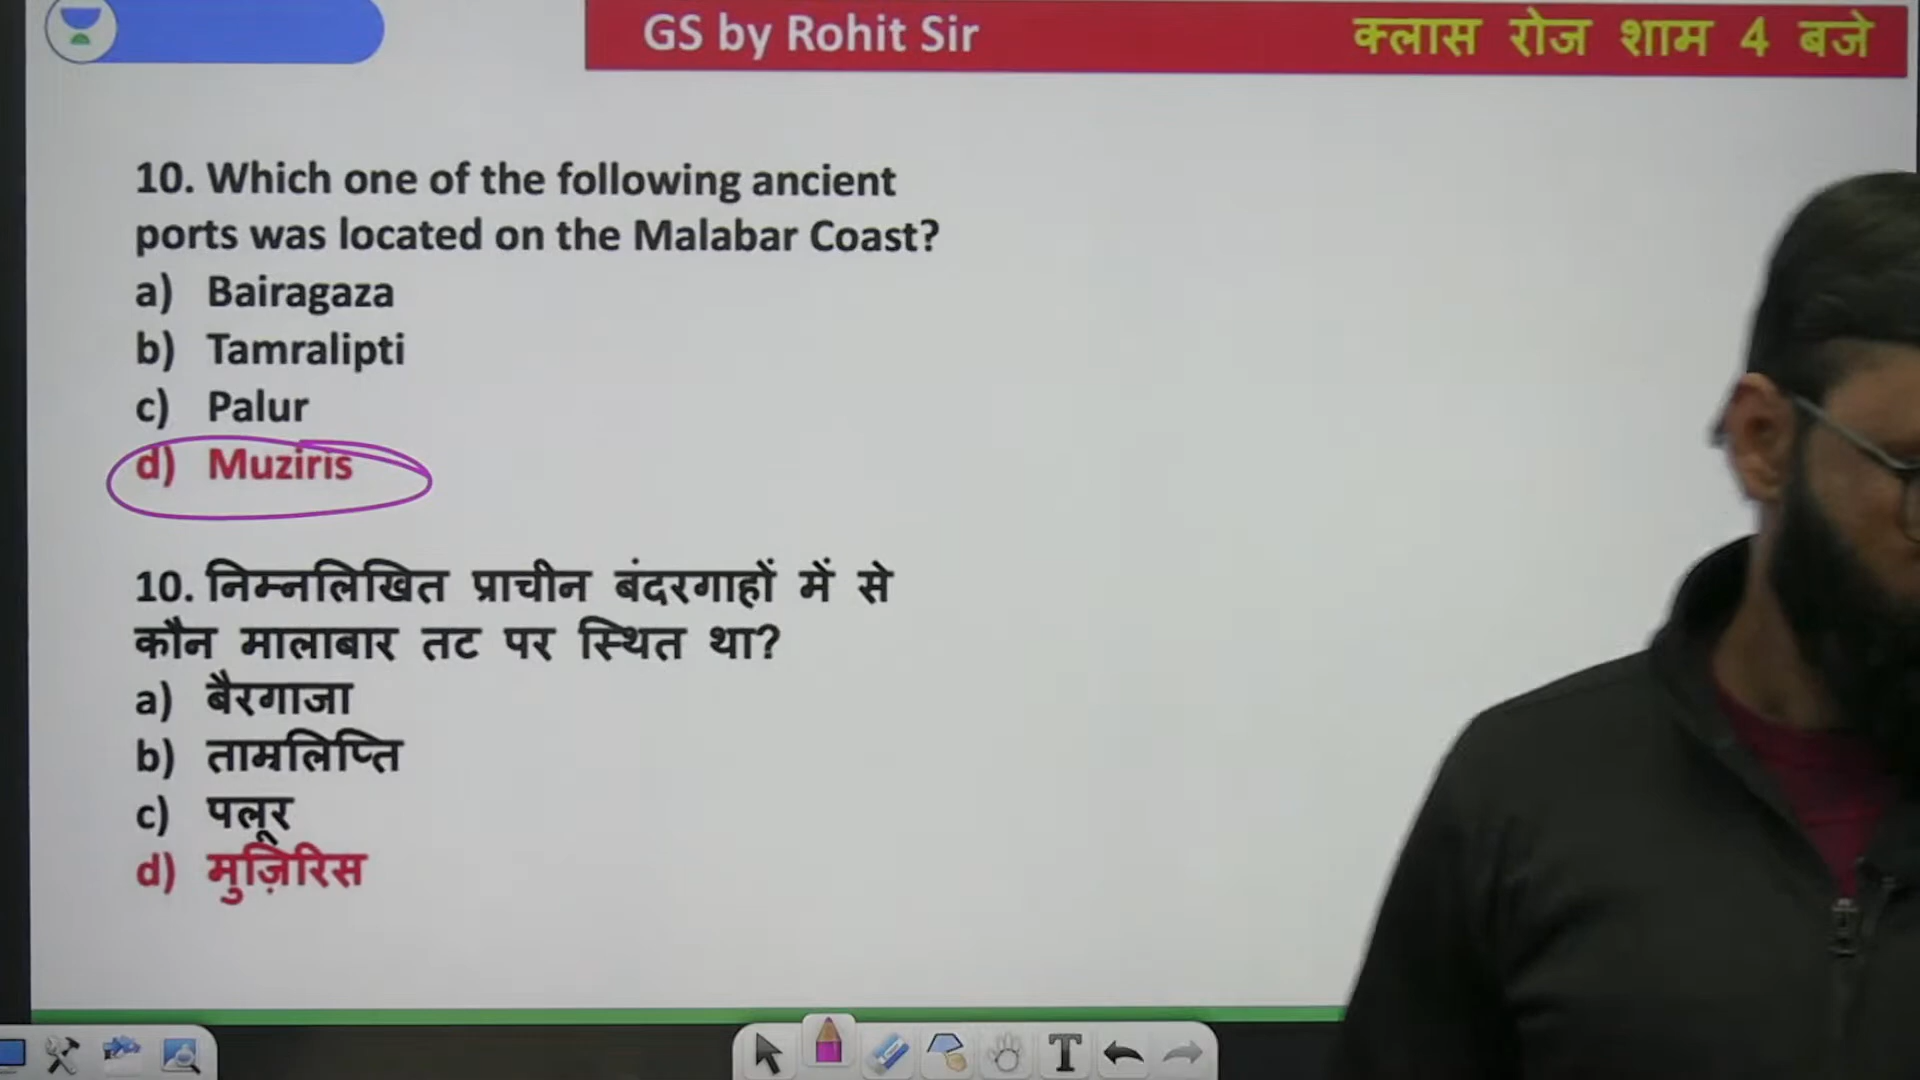 GS by Rohit Sir
क्लास रोज शाम 4 बजे
10. Which one of the following ancient
ports was located on the Malabar Coast?
a) Bairagaza
b) Tamralipti
c) Palur
d) Muziris
10. निम्नलिखित प्राचीन बंदरगाहों में से
कौन मालाबार तट पर स्थित था?
a) बैरगाजा
b) ताम्रलिप्ति
c) पलूर
d) मुज़िरिस
T